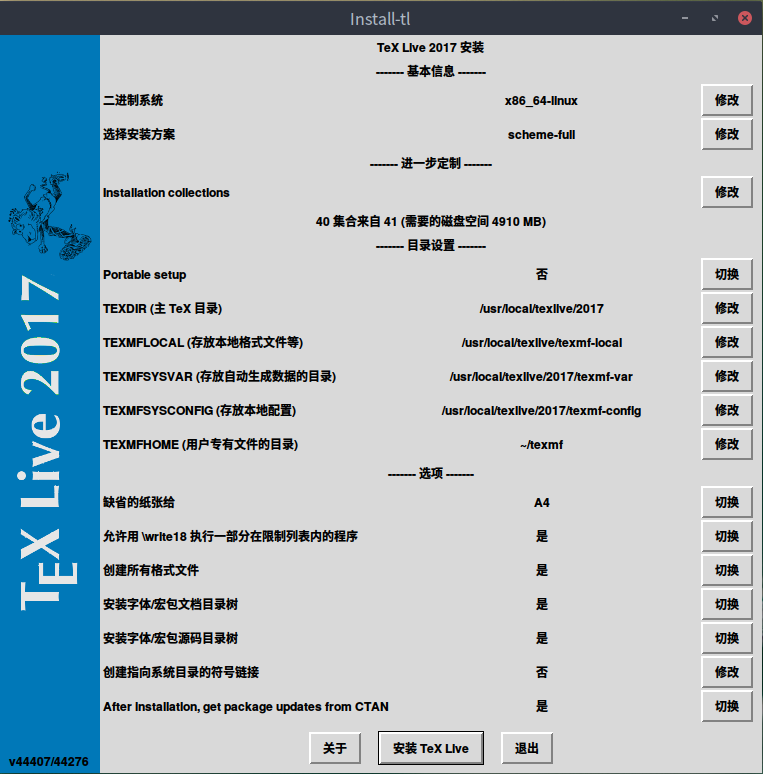 Install-tl
TeX Live 2017 安装
------- 基本信息 -------
二进制系统 x86_64-linux 修改
选择安装方案 scheme-full 修改
------- 进一步定制 -------
Installation collections 修改
40 集合来自 41 (需要的磁盘空间 4910 MB)
------- 目录设置 -------
Portable setup 否 切换
TEXDIR (主 TeX 目录) /usr/local/texlive/2017 修改
TEXMFLOCAL (存放本地格式文件等) /usr/local/texlive/texmf-local 修改
TEXMFSYSVAR (存放自动生成数据的目录) /usr/local/texlive/2017/texmf-var 修改
TEXMFSYSCONFIG (存放本地配置) /usr/local/texlive/2017/texmf-config 修改
TEXMFHOME (用户专有文件的目录) ~/texmf 修改
------- 选项 -------
缺省的纸张给 A4 切换
允许用 \write18 执行一部分在限制列表内的程序 是 切换
创建所有格式文件 是 切换
安装字体/宏包文档目录树 是 切换
安装字体/宏包源码目录树 是 切换
创建指向系统目录的符号链接 否 修改
After installation, get package updates from CTAN 是 切换
关于 安装 TeX Live 退出
TEX Live 2017
v44407/44276